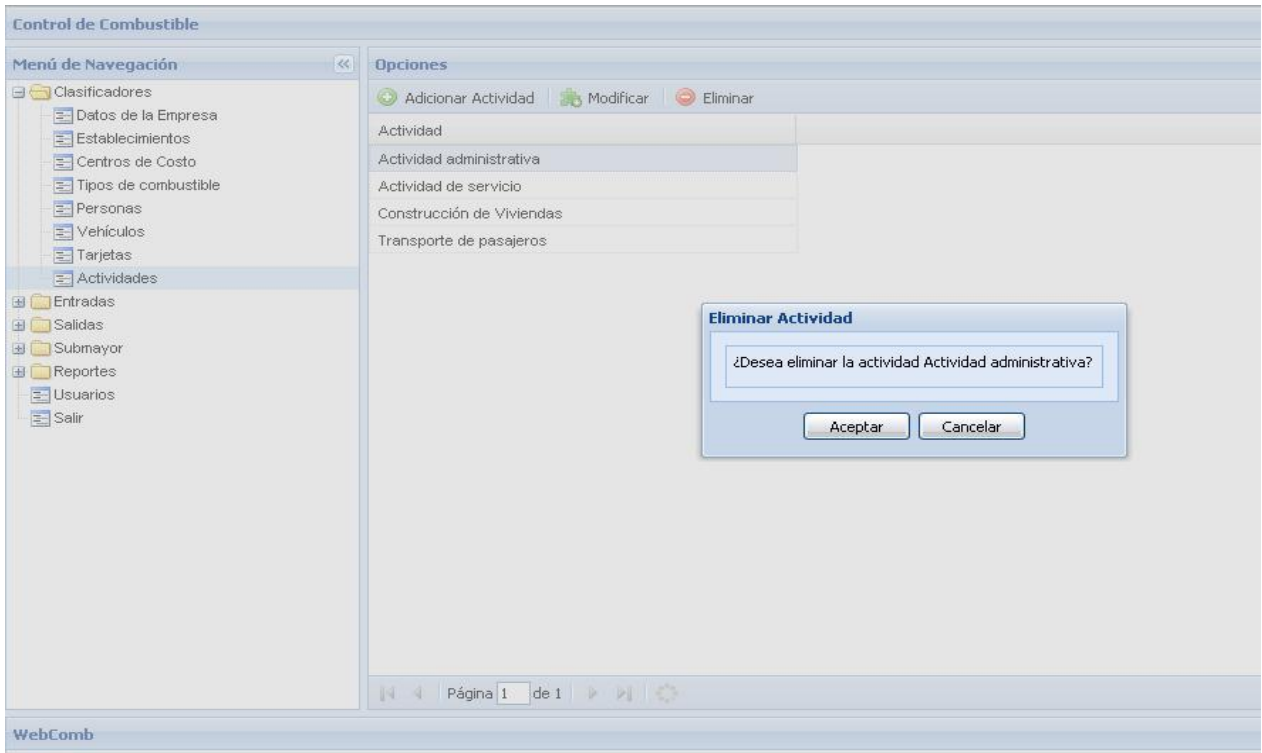 Control de Combustible
Menú de Navegación
Clasificadores
Datos de la Empresa
Establecimientos
Centros de Costo
Tipos de combustible
Personas
Vehículos
Tarjetas
Actividades
Entradas
Salidas
Submayor
Reportes
Usuarios
Salir
Opciones
Adicionar Actividad Modificar Eliminar
Actividad
Actividad administrativa
Actividad de servicio
Construcción de Viviendas
Transporte de pasajeros
Eliminar Actividad
¿Desea eliminar la actividad Actividad administrativa?
Aceptar Cancelar
Página 1 de 1
WebComb